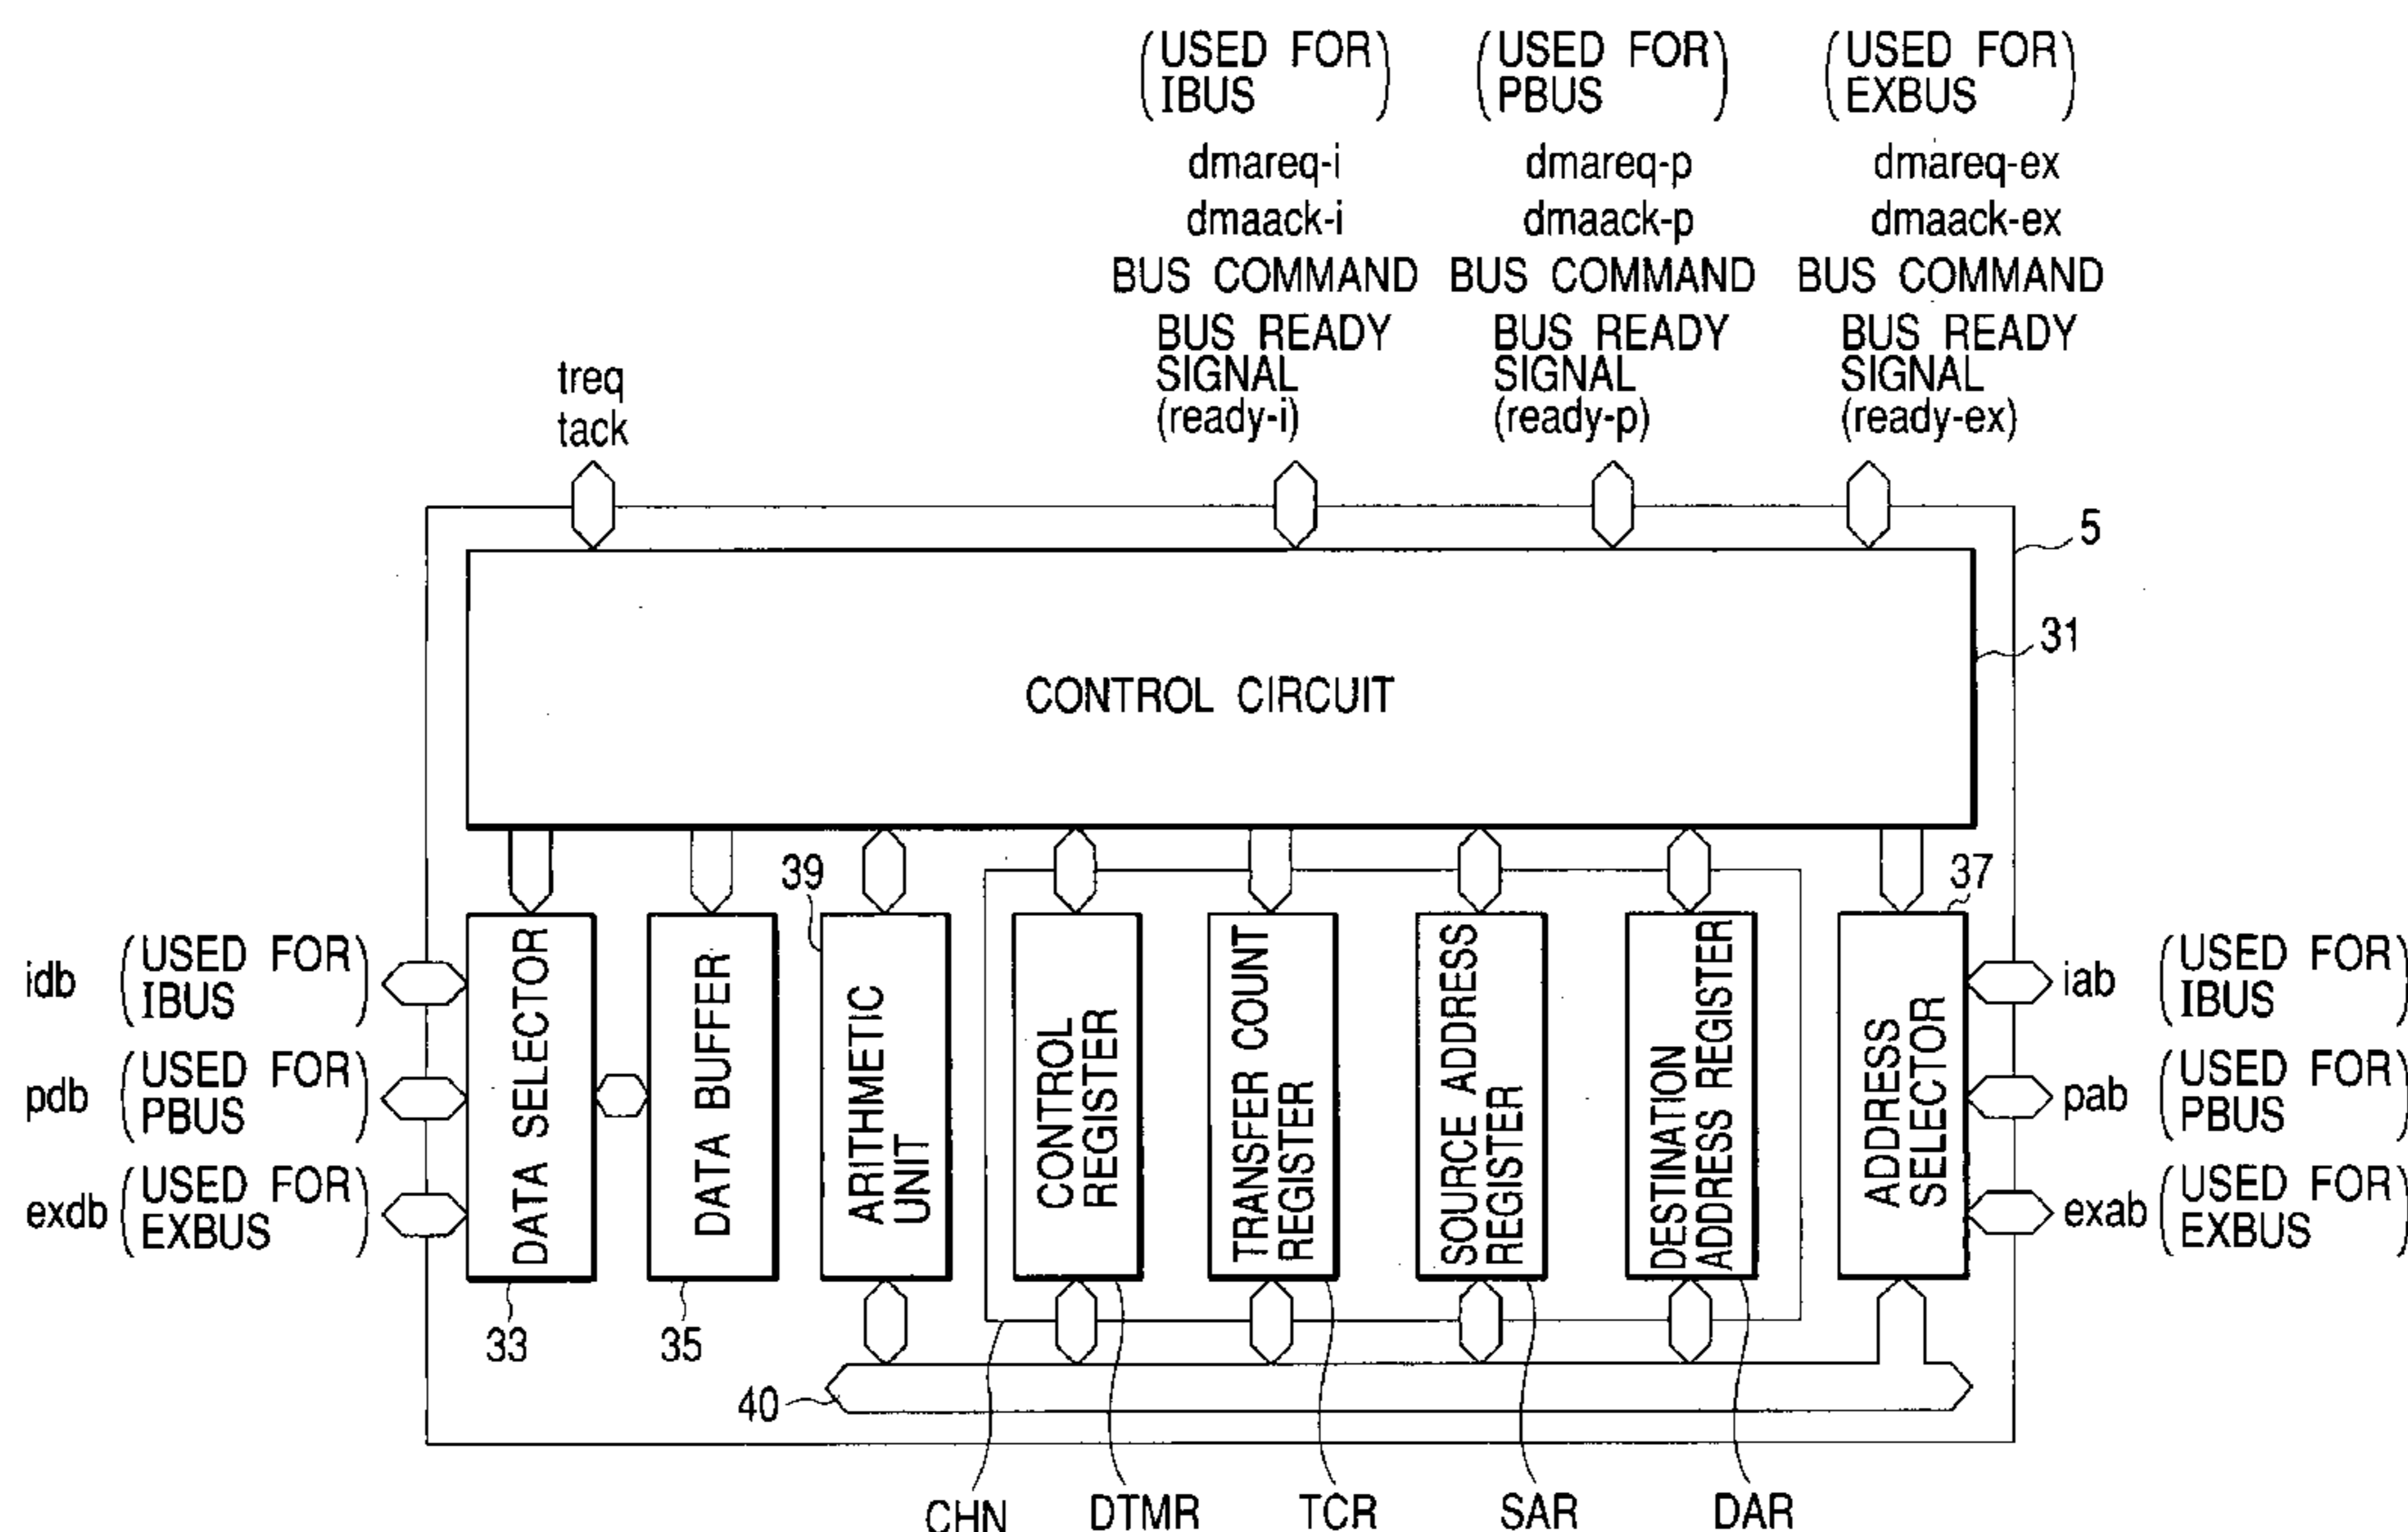 (USED FOR
IBUS)
dmareq-i
dmaack-i
BUS COMMAND
BUS READY
SIGNAL
(ready-i)
(USED FOR
PBUS)
dmareq-p
dmaack-p
BUS COMMAND
BUS READY
SIGNAL
(ready-p)
(USED FOR
EXBUS)
dmareq-ex
dmaack-ex
BUS COMMAND
BUS READY
SIGNAL
(ready-ex)
treq
tack
5
31
CONTROL CIRCUIT
39
37
idb (USED FOR
IBUS)
pdb (USED FOR
PBUS)
exdb (USED FOR
EXBUS)
DATA SELECTOR
DATA BUFFER
ARITHMETIC
UNIT
CONTROL
REGISTER
TRANSFER COUNT
REGISTER
SOURCE ADDRESS
REGISTER
DESTINATION
ADDRESS REGISTER
ADDRESS
SELECTOR
iab (USED FOR
IBUS)
pab (USED FOR
PBUS)
exab (USED FOR
EXBUS)
33
35
40
CHN
DTMR
TCR
SAR
DAR